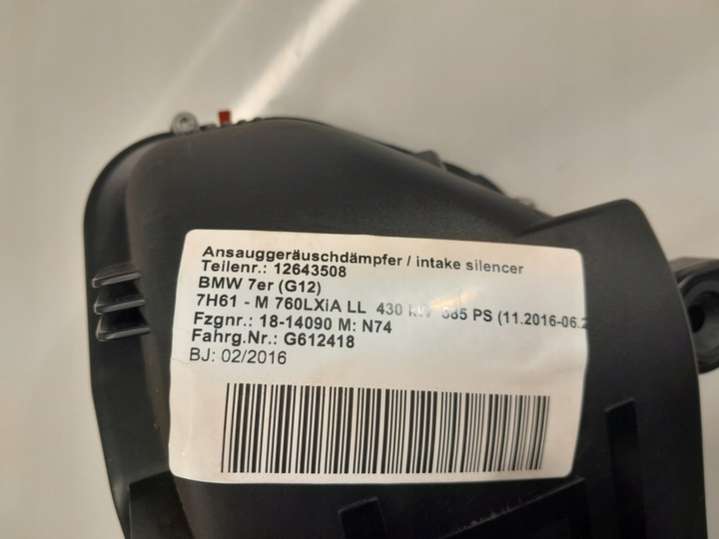 Ansauggeräuschdämpfer / intake silencer
Teilenr.: 12643508
BMW 7er (G12)
7H61 - M 760LXiA LL 430 PS (11.2016-06.2
Fzgnr.: 18-14090 M: N74
Fahrg.Nr.: G612418
BJ: 02/2016